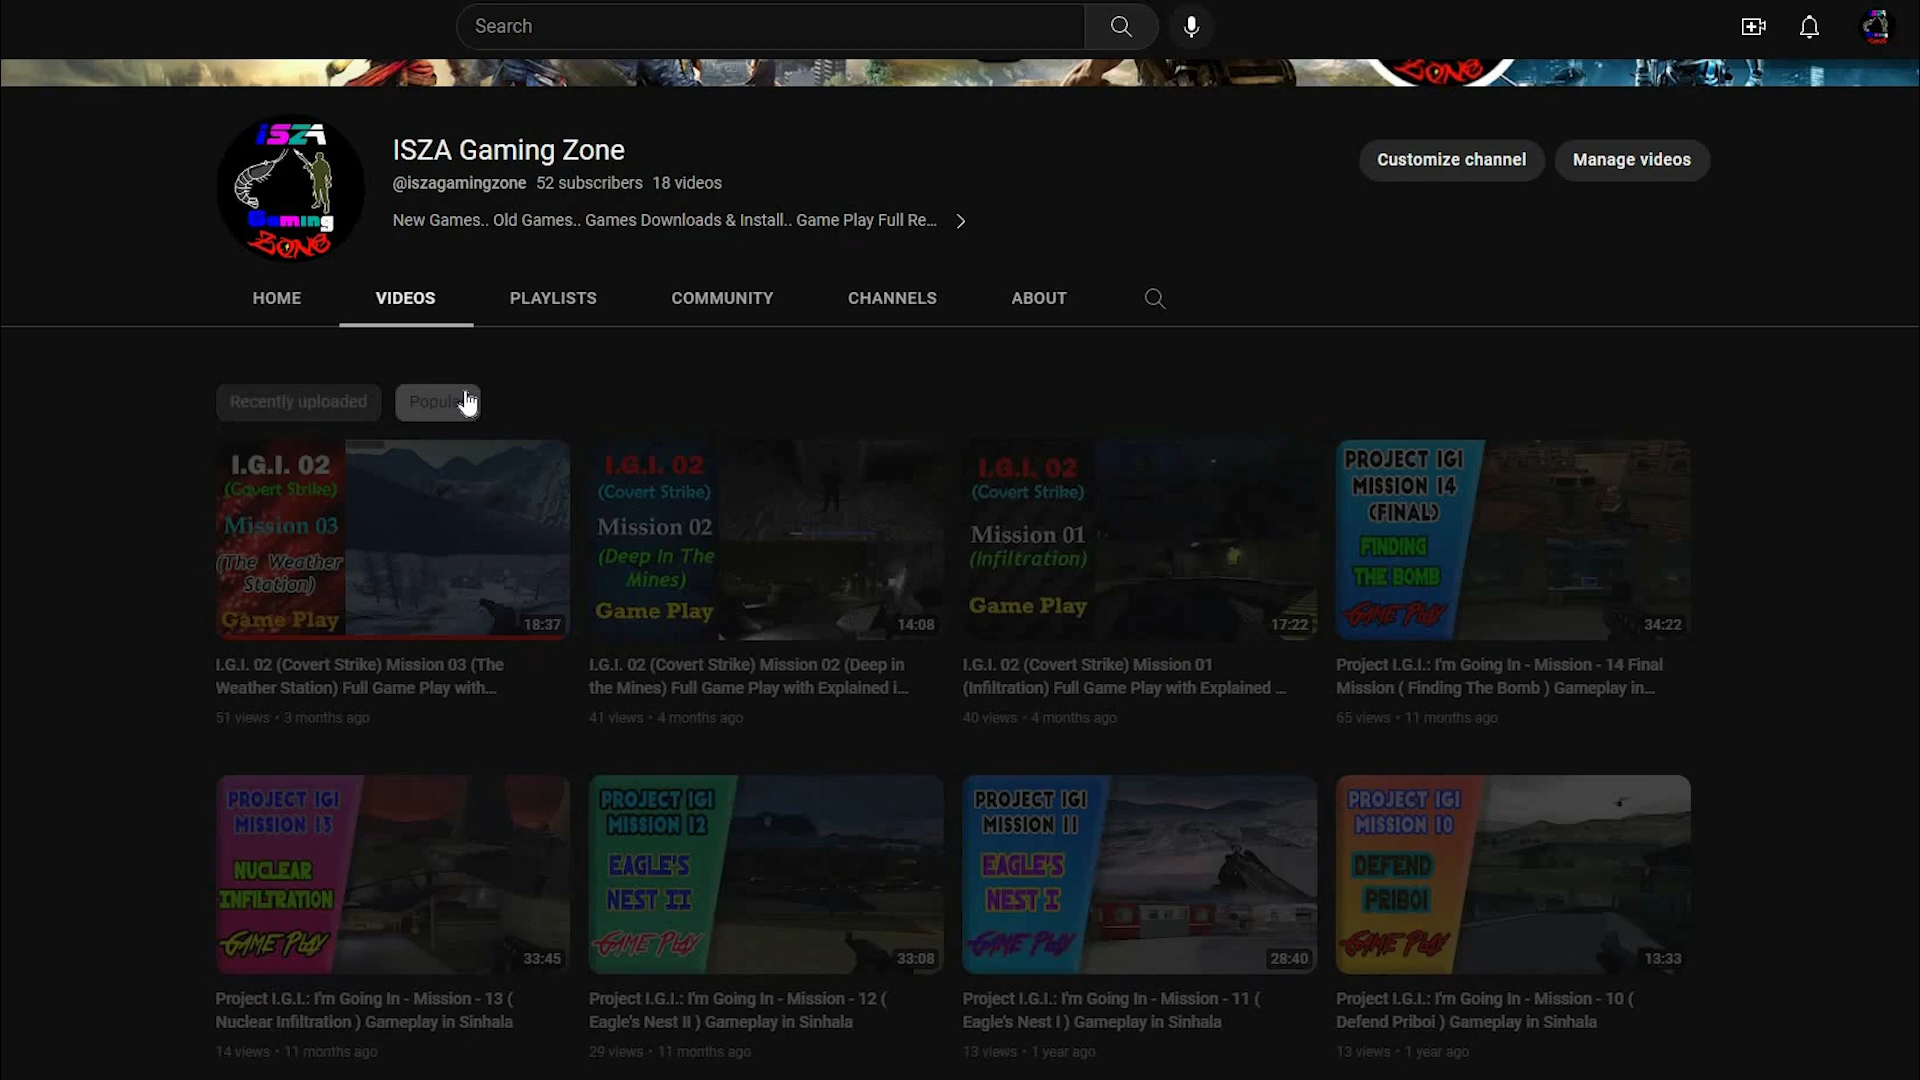 Search
ISZA Gaming Zone
@iszagamingzone 52 subscribers 18 videos
New Games.. Old Games.. Games Downloads & Install.. Game Play Full Re...
Customize channel
Manage videos
ISZA
Gaming
ZONE
HOME
VIDEOS
PLAYLISTS
COMMUNITY
CHANNELS
ABOUT
Recently uploaded
I.G.I. 02
(Covert Strike)
Mission 03
(The Weather
Station)
Game Play
18:37
I.G.I. 02
(Covert Strike)
Mission 02
(Deep In The
Mines)
Game Play
14:08
I.G.I. 02
(Covert Strike)
Mission 01
(Infiltration)
Game Play
17:22
PROJECT IGI
MISSION 14
(FINAL)
FINDING
THE BOMB
GAME PLAY
34:22
I.G.I. 02 (Covert Strike) Mission 03 (The
Weather Station) Full Game Play with...
51 views • 3 months ago
I.G.I. 02 (Covert Strike) Mission 02 (Deep in
the Mines) Full Game Play with Explained i...
41 views • 4 months ago
I.G.I. 02 (Covert Strike) Mission 01
(Infiltration) Full Game Play with Explained ...
40 views • 4 months ago
Project I.G.I.: I'm Going In - Mission - 14 Final
Mission ( Finding The Bomb ) Gameplay in...
65 views • 11 months ago
PROJECT IGI
MISSION 13
NUCLEAR
INFILTRATION
GAME PLAY
33:45
PROJECT IGI
MISSION 12
EAGLE'S
NEST II
GAME PLAY
33:08
PROJECT IGI
MISSION 11
EAGLE'S
NEST I
GAME PLAY
28:40
PROJECT IGI
MISSION 10
DEFEND
PRIBOI
GAME PLAY
13:33
Project I.G.I.: I'm Going In - Mission - 13 (
Nuclear Infiltration ) Gameplay in Sinhala
14 views • 11 months ago
Project I.G.I.: I'm Going In - Mission - 12 (
Eagle's Nest II ) Gameplay in Sinhala
29 views • 11 months ago
Project I.G.I.: I'm Going In - Mission - 11 (
Eagle's Nest I ) Gameplay in Sinhala
13 views • 1 year ago
Project I.G.I.: I'm Going In - Mission - 10 (
Defend Priboi ) Gameplay in Sinhala
13 views • 1 year ago